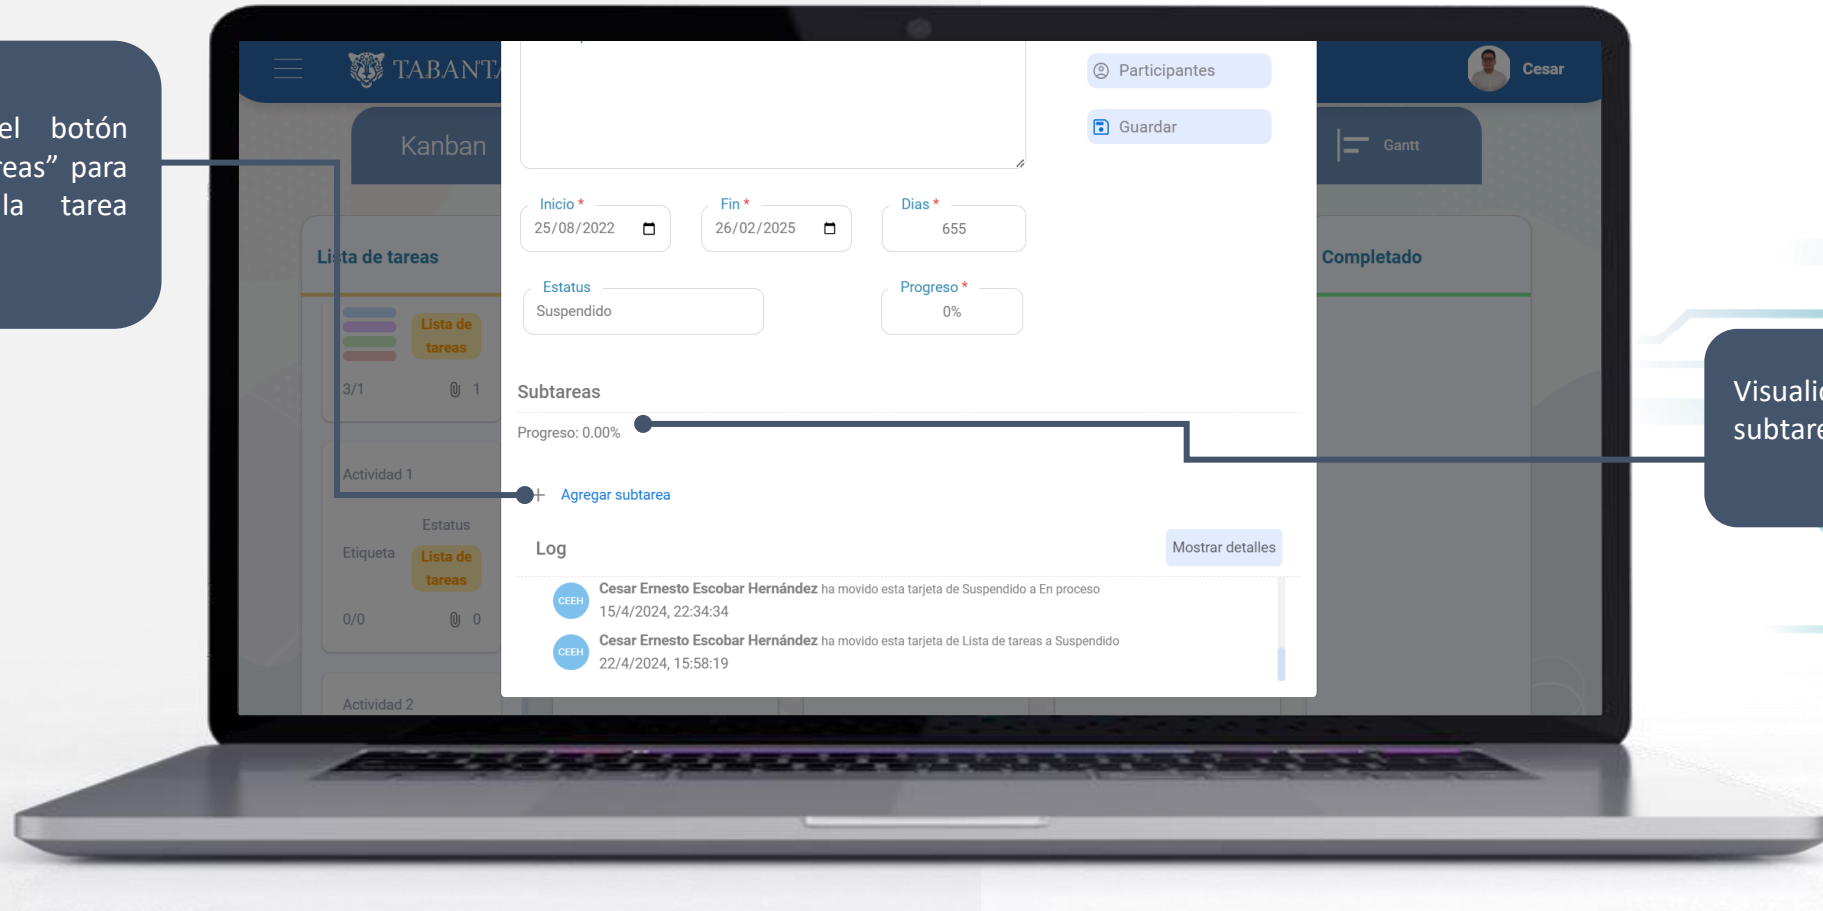 el botón
para
la tarea
TABANT
Cesar
Kanban
Gantt
Participantes
Guardar
Inicio *
25/08/2022
Fin *
26/02/2025
Dias *
655
Estatus
Suspendido
Progreso *
0%
Lista de tareas
Completado
Lista de
tareas
3/1
1
Actividad 1
Estatus
Etiqueta
Lista de
tareas
0/0
0
Actividad 2
Subtareas
Progreso: 0.00%
+ Agregar subtarea
Log
Mostrar detalles
CEEH
Cesar Ernesto Escobar Hernández ha movido esta tarjeta de Suspendido a En proceso
15/4/2024, 22:34:34
CEEH
Cesar Ernesto Escobar Hernández ha movido esta tarjeta de Lista de tareas a Suspendido
22/4/2024, 15:58:19